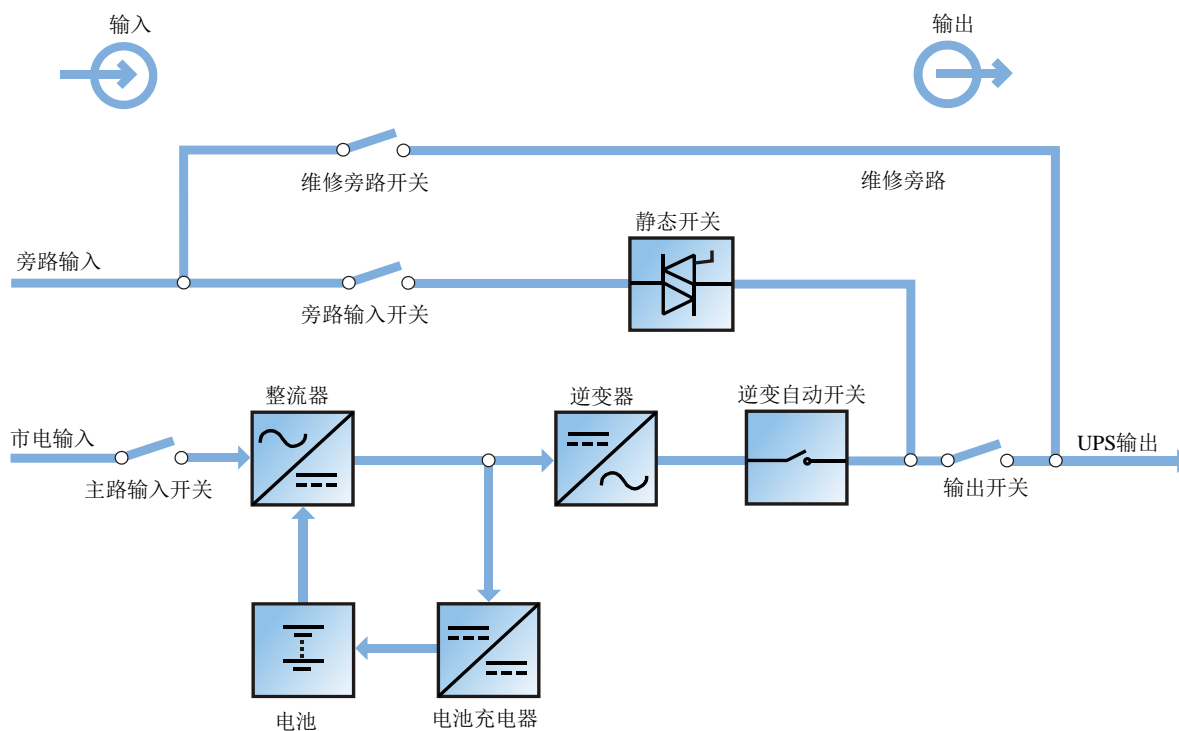 输入
输出
维修旁路开关
维修旁路
静态开关
旁路输入
旁路输入开关
整流器
逆变器
逆变自动开关
市电输入
UPS输出
主路输入开关
输出开关
电池
电池充电器